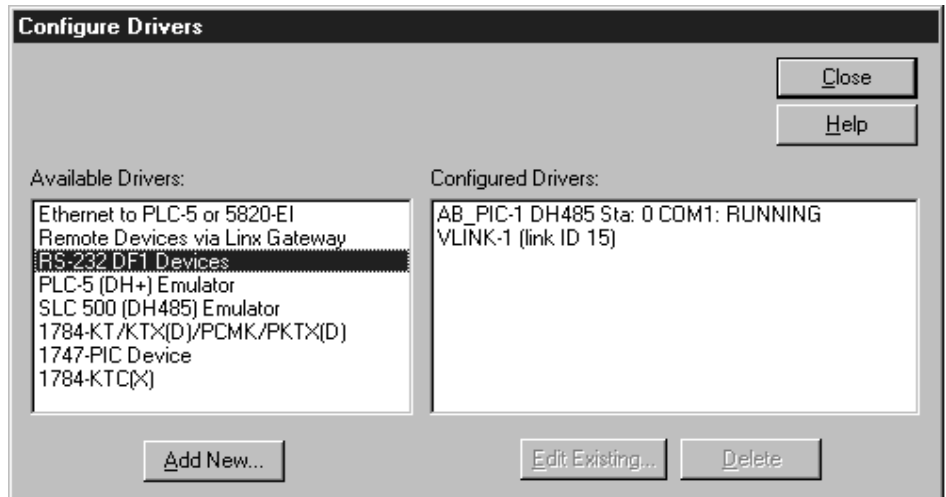 Configure Drivers
Close
Help
Available Drivers:
Ethernet to PLC-5 or 5820-EI
Remote Devices via Linx Gateway
RS-232 DF1 Devices
PLC-5 (DH+) Emulator
SLC 500 (DH485) Emulator
1784-KT/KTX(D)/PCMK/PKTX(D)
1747-PIC Device
1784-KTC(X)
Configured Drivers:
AB_PIC-1 DH485 Sta: 0 COM1: RUNNING
VLINK-1 (link ID 15)
Add New...
Edit Existing...
Delete